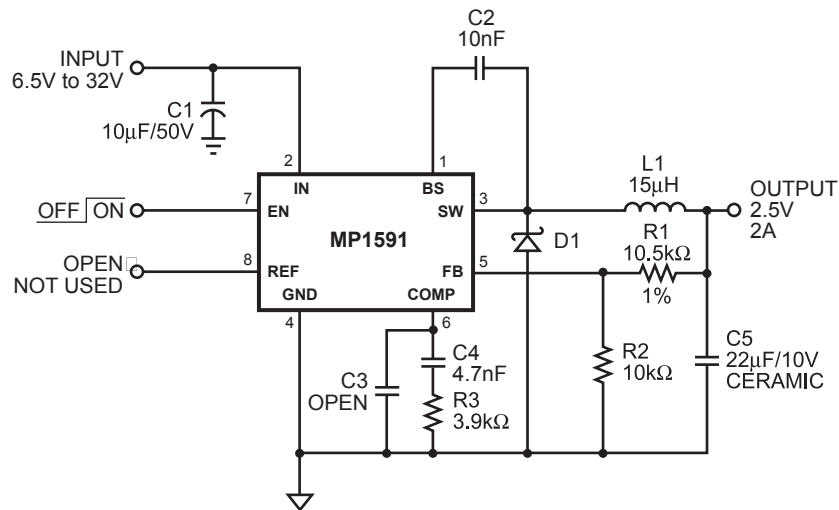 C2
10nF
INPUT
6.5V to 32V
C1
10µF/50V
2
1
IN
BS
L1
15µH
OUTPUT
2.5V
2A
7
EN
SW
3
OFF ON
MP1591
D1
R1
10.5kΩ
1%
OPEN
NOT USED
8
REF
FB
5
GND
COMP
4
6
C3
OPEN
C4
4.7nF
R3
3.9kΩ
R2
10kΩ
C5
22µF/10V
CERAMIC